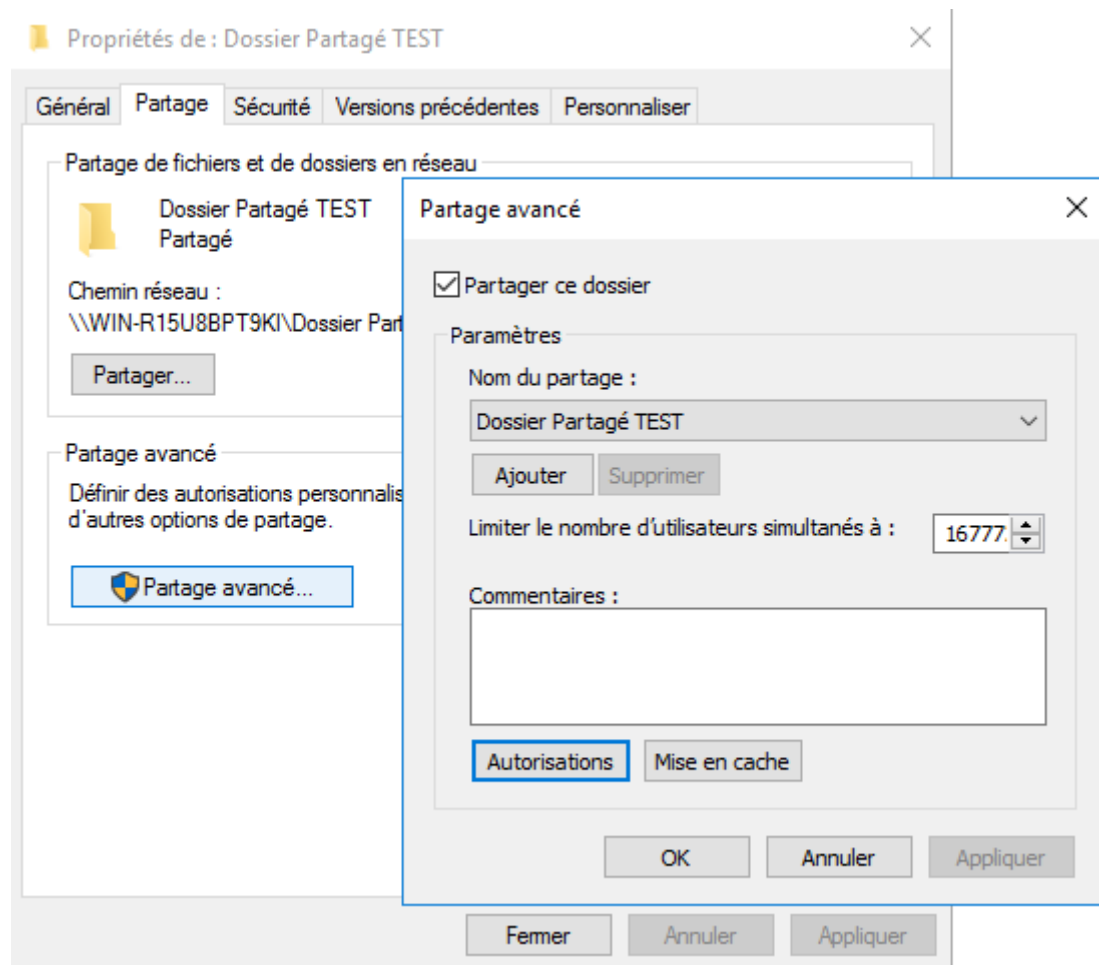 Propriétés de : Dossier Partagé TEST
Général Partage Sécurité Versions précédentes Personnaliser
Partage de fichiers et de dossiers en réseau
Dossier Partagé TEST
Partagé
Chemin réseau :
\\WIN-R15U8BPT9KI\Dossier Part
Partager...
Partage avancé
Définir des autorisations personnalis
d'autres options de partage.
Partage avancé...
Partage avancé
Partager ce dossier
Paramètres
Nom du partage :
Dossier Partagé TEST
Ajouter Supprimer
Limiter le nombre d'utilisateurs simultanés à : 16777
Commentaires :
Autorisations Mise en cache
OK Annuler Appliquer
Fermer Annuler Appliquer